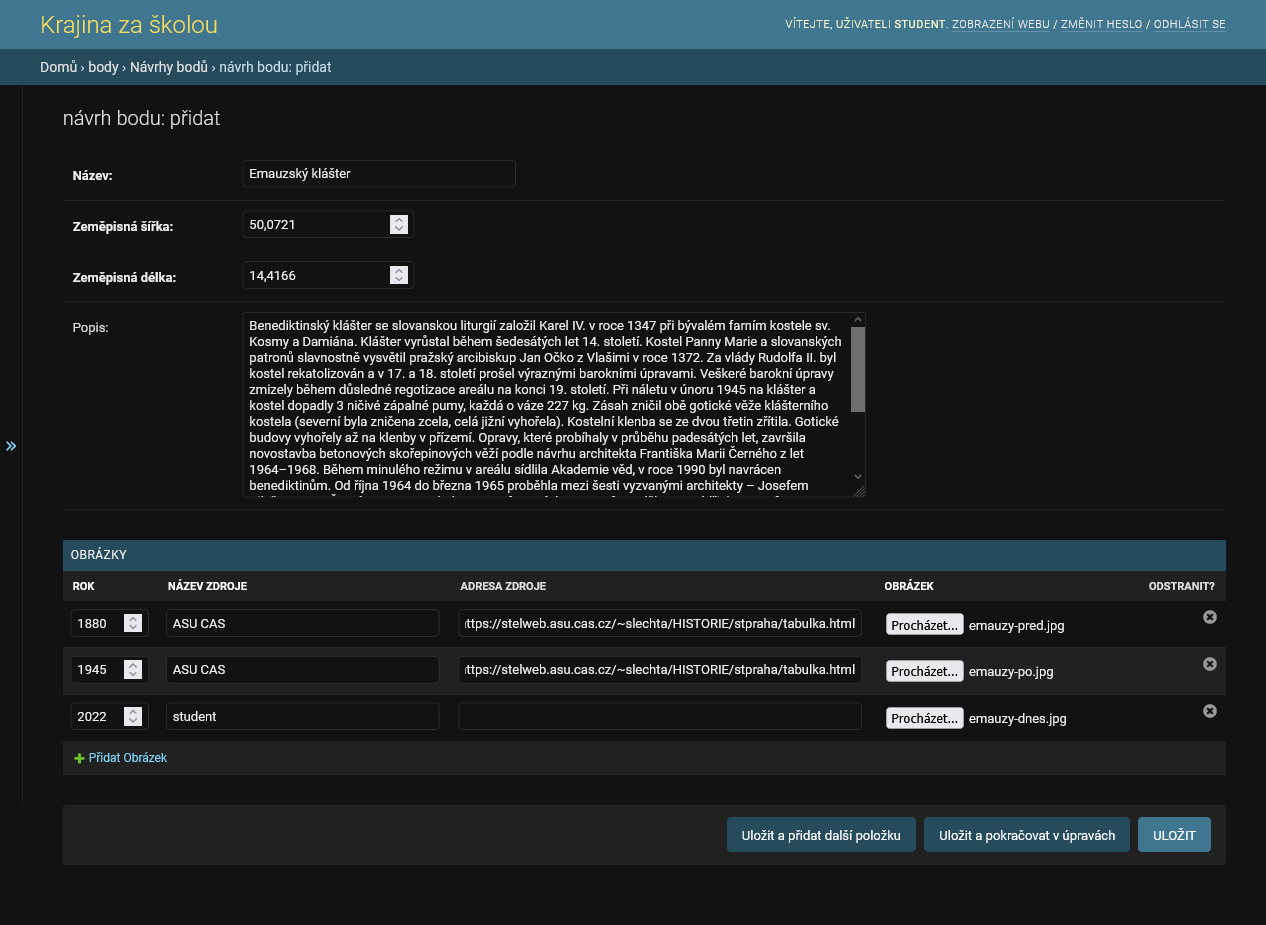 Krajina za školou
VÍTEJTE, UŽIVATELI STUDENT. ZOBRAZENÍ WEBU / ZMĚNIT HESLO / ODHLÁSIT SE
Domů › body › Návrhy bodů › návrh bodu: přidat
návrh bodu: přidat
Název: Emauzský klášter
Zeměpisná šířka: 50,0721
Zeměpisná délka: 14,4166
Popis: Benediktinský klášter se slovanskou liturgií založil Karel IV. v roce 1347 při bývalém farním kostele sv.
Kosmy a Damiána. Klášter vyrůstal během šedesátých let 14. století. Kostel Panny Marie a slovanských
patronů slavnostně vysvětil pražský arcibiskup Jan Očko z Vlašimi v roce 1372. Za vlády Rudolfa II. byl
kostel rekatolizován a v 17. a 18. století prošel výraznými barokními úpravami. Veškeré barokní úpravy
zmizely během důsledné regotizace areálu na konci 19. století. Při náletu v únoru 1945 na klášter a
kostel dopadly 3 ničivé zápalné pumy, každá o váze 227 kg. Zásah zničil obě gotické věže klášterního
kostela (severní byla zničena zcela, celá jižní vyhořela). Kostelní klenba se ze dvou třetin zřítila. Gotické
budovy vyhořely až na klenby v přízemí. Opravy, které probíhaly v průběhu padesátých let, završila
novostavba betonových skořepinových věží podle návrhu architekta Františka Marii Černého z let
1964–1968. Během minulého režimu v areálu sídlila Akademie věd, v roce 1990 byl navrácen
benediktinům. Od října 1964 do března 1965 proběhla mezi šesti vyzvanými architekty – Josefem
OBRÁZKY
ROK NÁZEV ZDROJE ADRESA ZDROJE OBRÁZEK ODSTRANIT?
1880 ASU CAS ttps://stelweb.asu.cas.cz/~slechta/HISTORIE/stpraha/tabulka.html Procházet... emauzy-pred.jpg
1945 ASU CAS ttps://stelweb.asu.cas.cz/~slechta/HISTORIE/stpraha/tabulka.html Procházet... emauzy-po.jpg
2022 student Procházet... emauzy-dnes.jpg
Přidat Obrázek
Uložit a přidat další položku Uložit a pokračovat v úpravách ULOŽIT